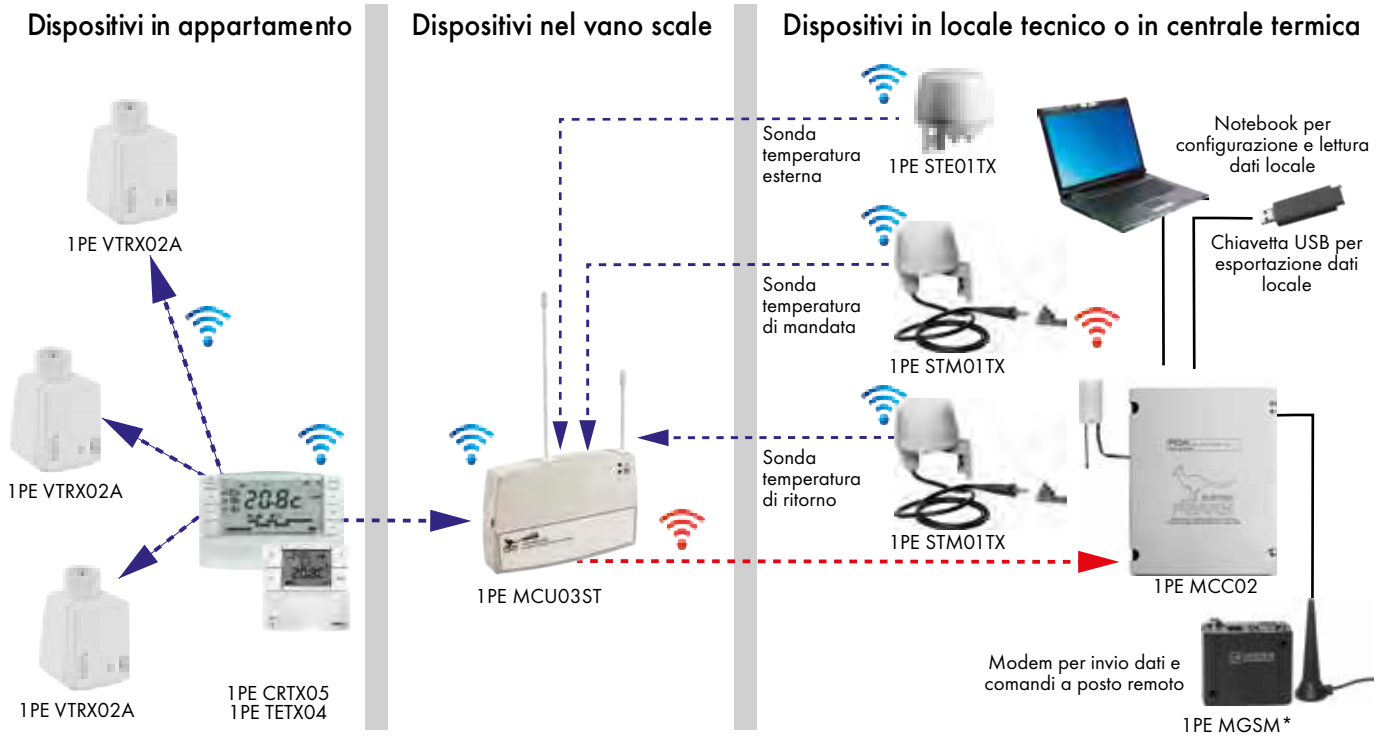 Dispositivi in appartamento
Dispositivi nel vano scale
Dispositivi in locale tecnico o in centrale termica
1PE VTRX02A
1PE VTRX02A
1PE VTRX02A
20.8c
20.8c
1PE CRTX05
1PE TETX04
1PE MCU03ST
Sonda
temperatura
esterna
1PE STE01TX
Sonda
temperatura
di mandata
1PE STM01TX
Sonda
temperatura
di ritorno
1PE STM01TX
Notebook per
configurazione e lettura
dati locale
Chiavetta USB per
esportazione dati
locale
1PE MCC02
Modem per invio dati e
comandi a posto remoto
1PE MGSM*